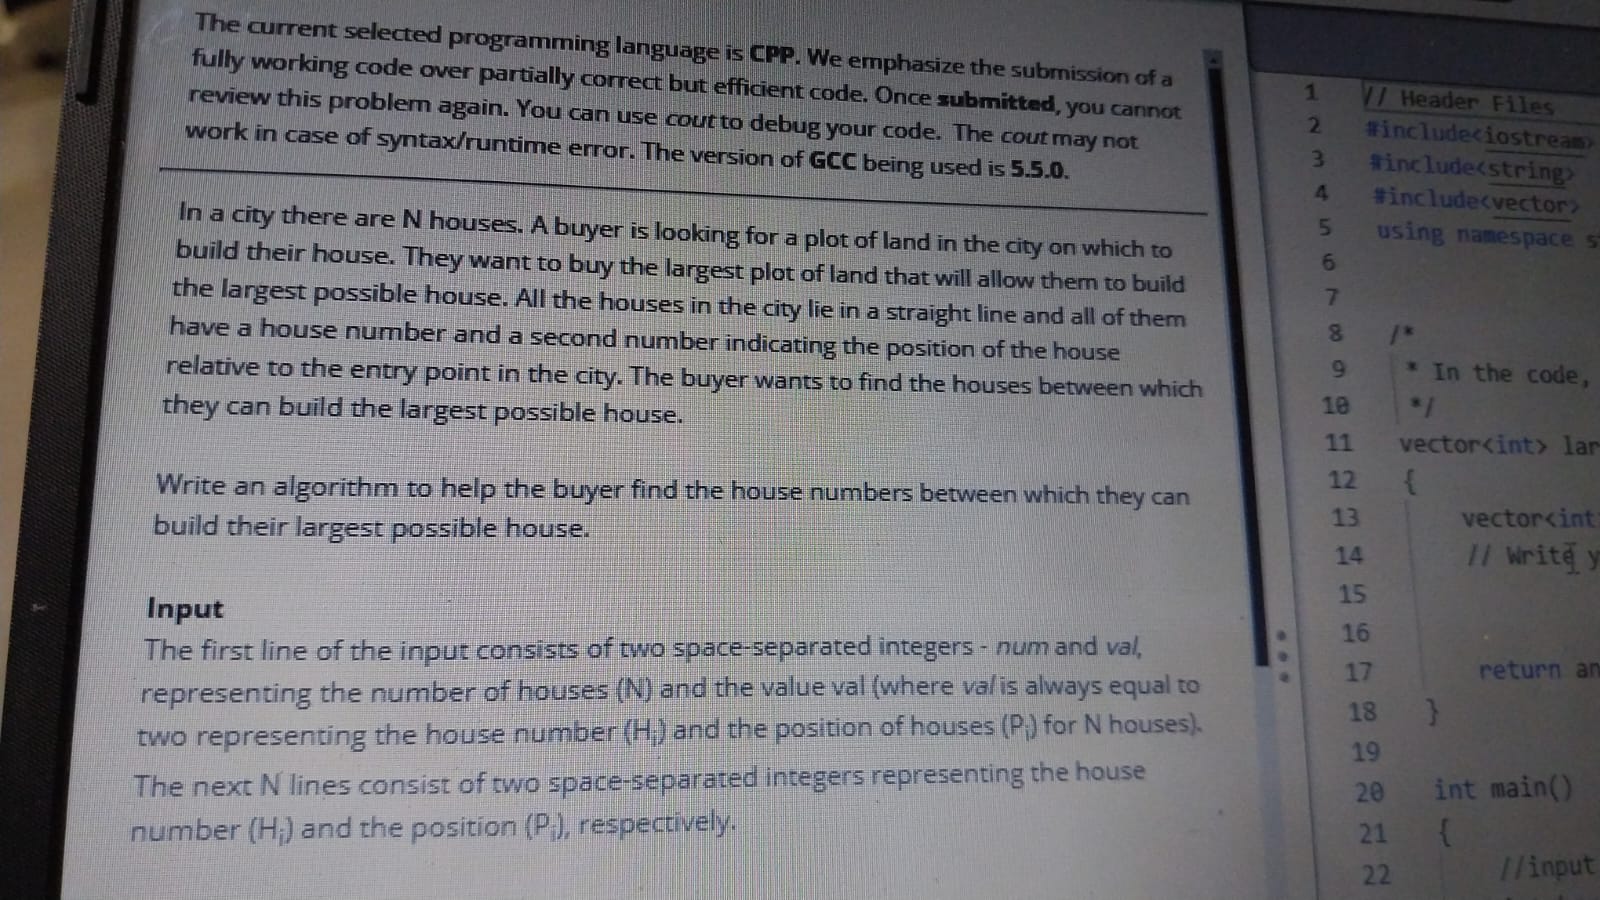 The current selected programming language is CPP. We emphasize the submission of a
fully working code over partially correct but efficient code. Once submitted, you cannot
review this problem again. You can use cout to debug your code. The cout may not
work in case of syntax/runtime error. The version of GCC being used is 5.5.0.
In a city there are N houses. A buyer is looking for a plot of land in the city on which to
build their house. They want to buy the largest plot of land that will allow them to build
the largest possible house. All the houses in the city lie in a straight line and all of them
have a house number and a second number indicating the position of the house
relative to the entry point in the city. The buyer wants to find the houses between which
they can build the largest possible house.
Write an algorithm to help the buyer find the house numbers between which they can
build their largest possible house.
Input
The first line of the input consists of two space-separated integers - num and val,
representing the number of houses (N) and the value val (where val is always equal to
two representing the house number (Hi) and the position of houses (Pi) for N houses).
The next N lines consist of two space-separated integers representing the house
number (Hi) and the position (Pi), respectively.
1 // Header Files
2 #include<iostream>
3 #include<string>
4 #include<vector>
5 using namespace s
6
7
8 /*
9 * In the code,
10 */
11 vector<int> lar
12 {
13 vector<int
14 // Write y
15
16
17 return an
18 }
19
20 int main()
21 {
22 //input